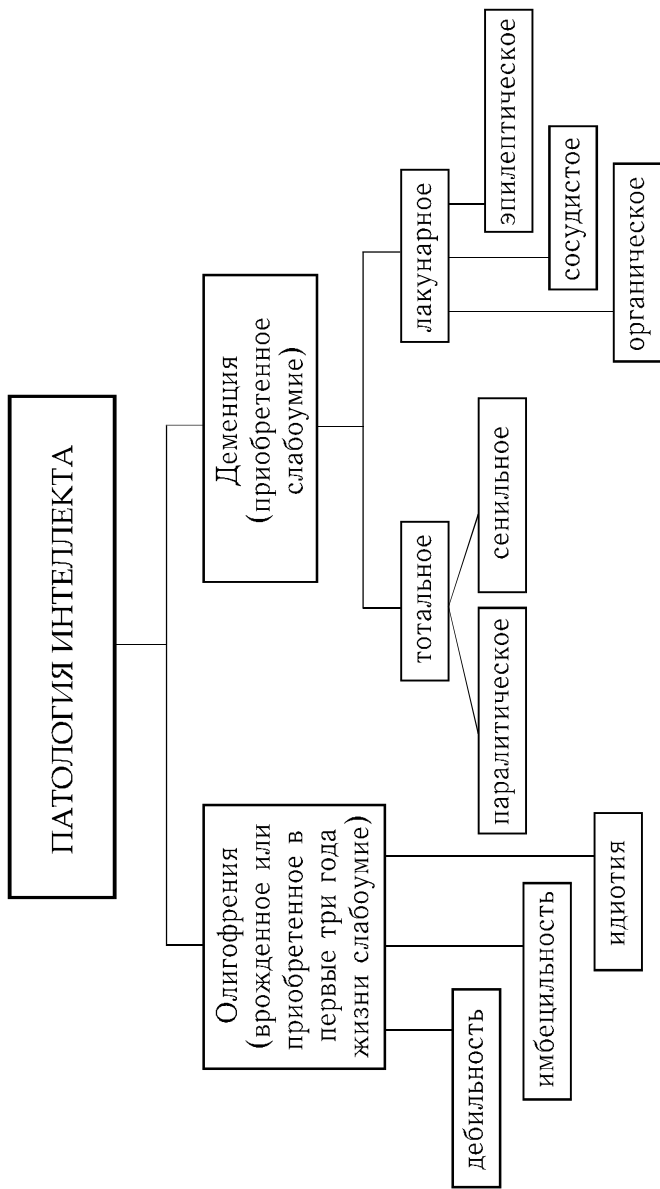 ПАТОЛОГИЯ ИНТЕЛЛЕКТА
Олигофрения
(врожденное или
приобретенное в
первые три года
жизни слабоумие)
дебильность
имбецильность
идиотия
Деменция
(приобретенное
слабоумие)
тотальное
паралитическое
сенильное
лакунарное
органическое
сосудистое
эпилептическое